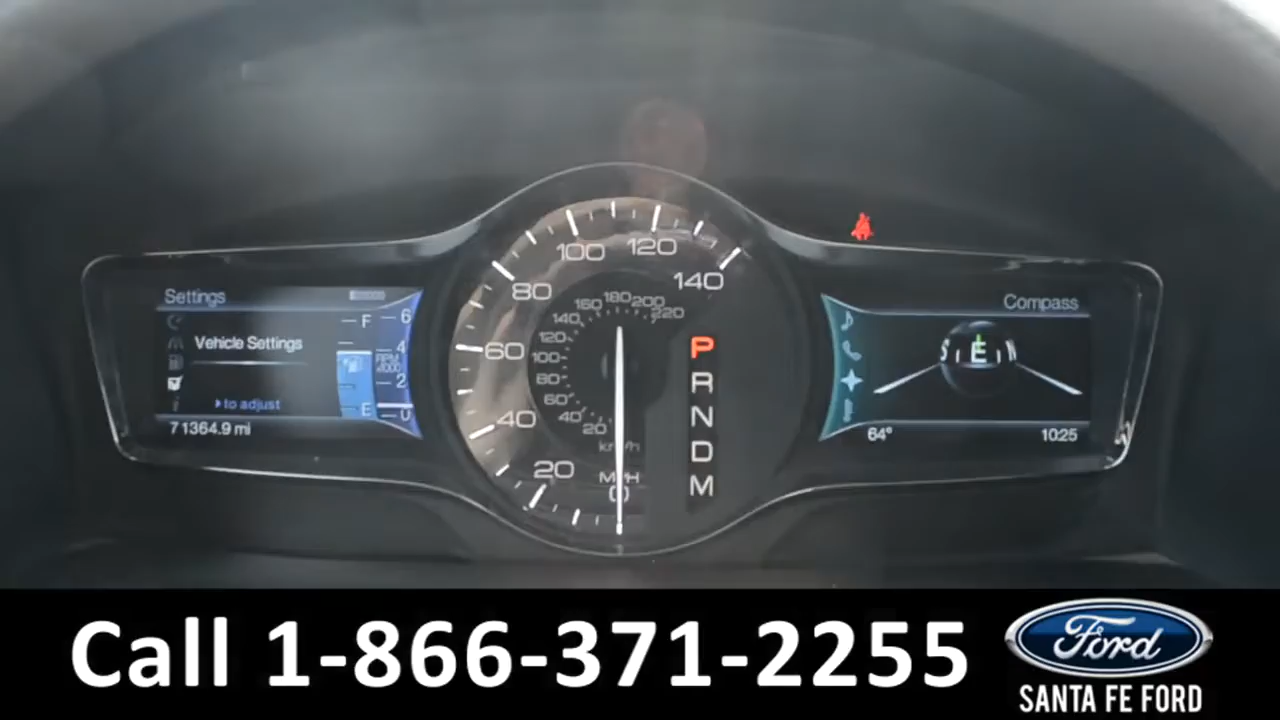 Settings
Vehicle Settings
to adjust
71364.9 mi
F
E
6
4
2
0
RPM
x1000
20
40
60
80
100
120
140
20
40
60
80
100
120
140
160
180
200
220
km/h
MPH
0
P
R
N
D
M
Compass
S E N
64°
10:25
Call 1-866-371-2255
Ford
SANTA FE FORD